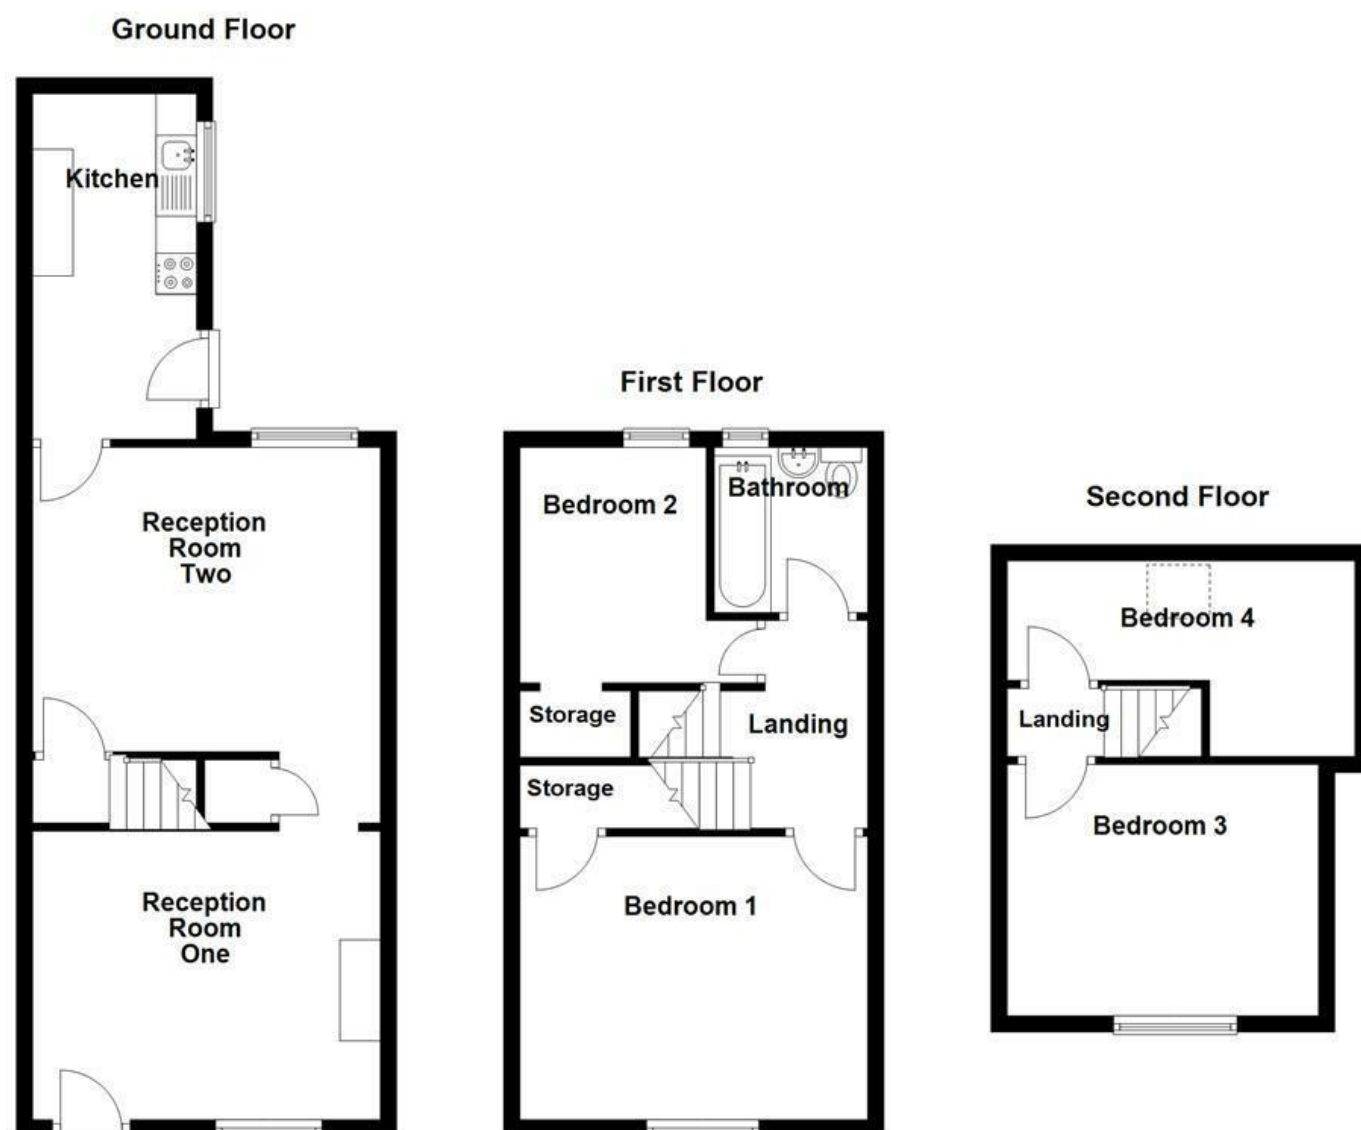 Ground Floor
Kitchen
Reception
Room
Two
Reception
Room
One
First Floor
Bedroom 2
Bathroom
Storage
Landing
Storage
Bedroom 1
Second Floor
Bedroom 4
Landing
Bedroom 3